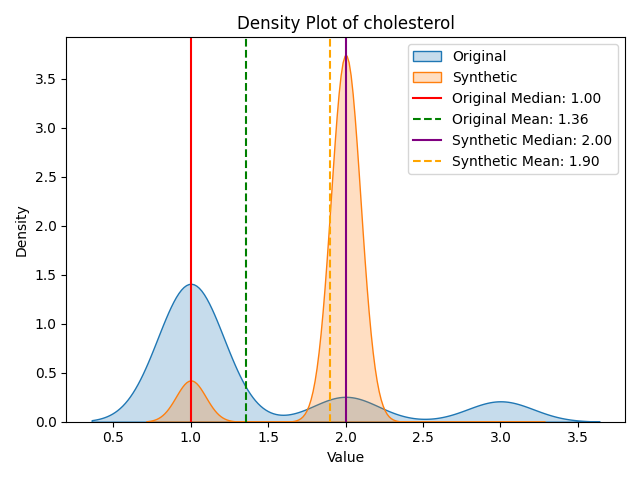 Density Plot of cholesterol
Original
Synthetic
Original Median: 1.00
Original Mean: 1.36
Synthetic Median: 2.00
Synthetic Mean: 1.90
Density
3.5
3.0
2.5
2.0
1.5
1.0
0.5
0.0
0.5 1.0 1.5 2.0 2.5 3.0 3.5
Value